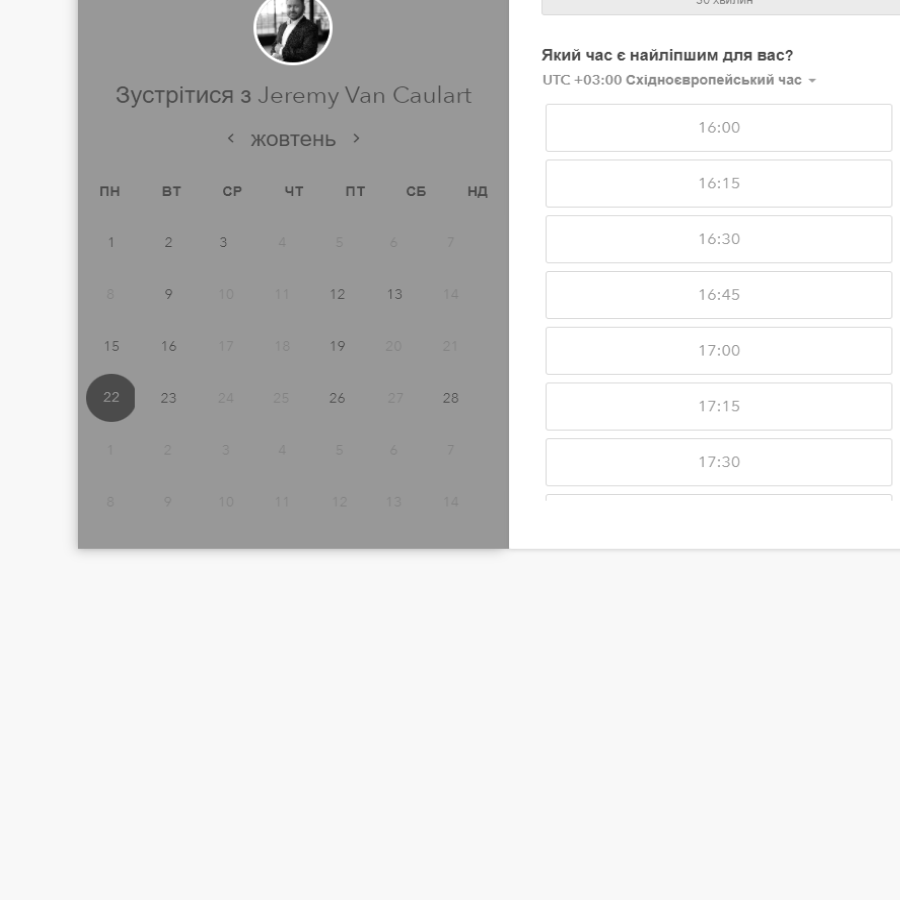 Зустрітися з Jeremy Van Caulart
жовтень
ПН ВТ СР ЧТ ПТ СБ НД
1 2 3 4 5 6 7
8 9 10 11 12 13 14
15 16 17 18 19 20 21
22 23 24 25 26 27 28
1 2 3 4 5 6 7
8 9 10 11 12 13 14
30 хвилин
Який час є найліпшим для вас?
UTC +03:00 Східноєвропейський час
16:00
16:15
16:30
16:45
17:00
17:15
17:30